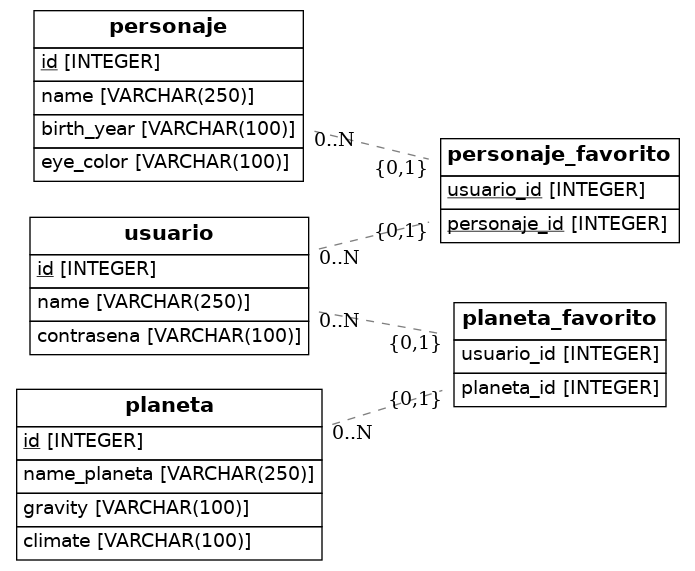 personaje
id [INTEGER]
name [VARCHAR(250)]
birth_year [VARCHAR(100)]
eye_color [VARCHAR(100)]
0..N
{0,1}
personaje_favorito
usuario_id [INTEGER]
personaje_id [INTEGER]
usuario
id [INTEGER]
name [VARCHAR(250)]
contrasena [VARCHAR(100)]
{0,1}
0..N
0..N
{0,1}
planeta_favorito
usuario_id [INTEGER]
planeta_id [INTEGER]
planeta
id [INTEGER]
name_planeta [VARCHAR(250)]
gravity [VARCHAR(100)]
climate [VARCHAR(100)]
{0,1}
0..N